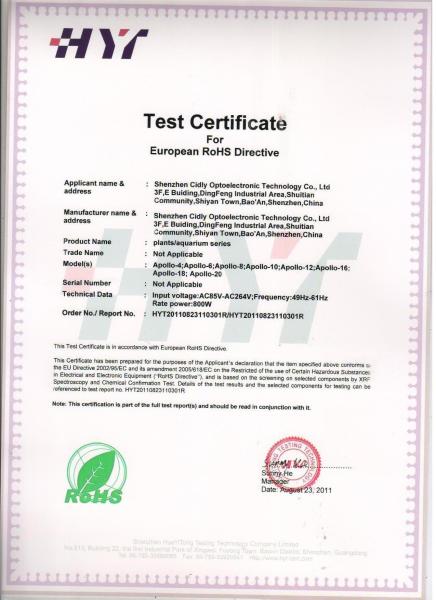 HYT
Test Certificate
For
European RoHS Directive
Applicant name & address : Shenzhen Cidly Optoelectronic Technology Co., Ltd
3F,E Buiding,DingFeng Industrial Area,Shuitian
Community,Shiyan Town,Bao'An,Shenzhen,China
Manufacturer name & address : Shenzhen Cidly Optoelectronic Technology Co., Ltd
3F,E Buiding,DingFeng Industrial Area,Shuitian
Community,Shiyan Town,Bao'An,Shenzhen,China
Product Name : plants/aquarium series
Trade Name : Not Applicable
Model(s) : Apollo-4;Apollo-6;Apollo-8;Apollo-10;Apollo-12;Apollo-16;
Apollo-18; Apollo-20
Serial Number : Not Applicable
Technical Data : Input voltage:AC85V-AC264V;Frequency:49Hz-61Hz
Rate power:800W
Order No./ Report No. : HYT20110823110301R/HYT20110823110301R
This Test Certificate is in accordance with European RoHS Directive.
This Certificate has been prepared for the purposes of the Applicant's declaration that the item specified above conforms to
the EU Directive 2002/95/EC and its amendment 2005/618/EC on the Restricted of the use of Certain Hazardous Substances
in Electrical and Electronic Equipment ("RoHS Directive"), and is based on the screening on selected components by XRF
Spectroscopy and Chemical Confirmation Test. Details of the test results and the selected components for testing can be
referenced to test report no. HYT20110823110301R
Note: This certification is part of the full test report(s) and should be read in conjunction with it.
RoHS
TESTING
Sonny He
Manager
Date: August 23, 2011
Shenzhen HuaYiTong Testing Technology Company Limited